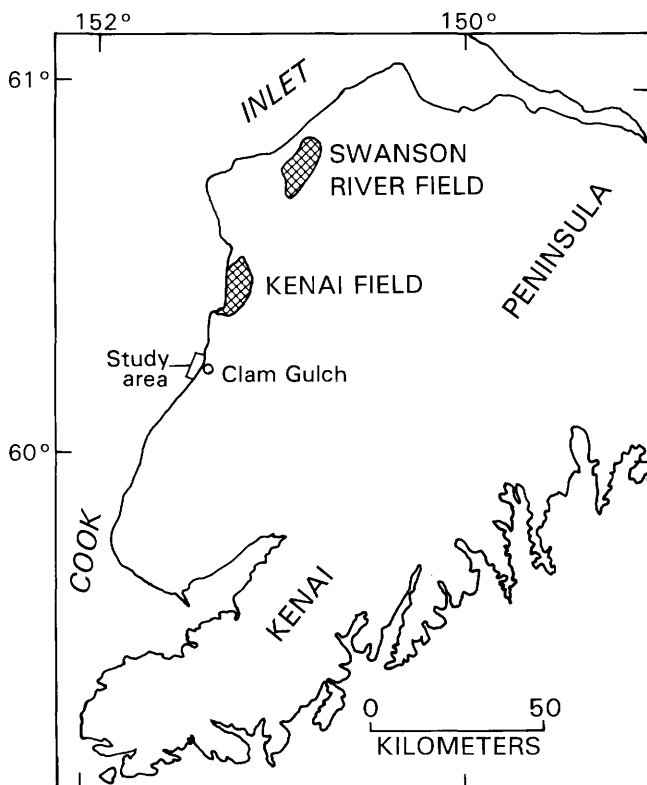 152°
150°
61°
INLET
SWANSON
RIVER FIELD
PENINSULA
KENAI FIELD
Study
area
Clam Gulch
60°
COOK
KENAI
0 50
KILOMETERS